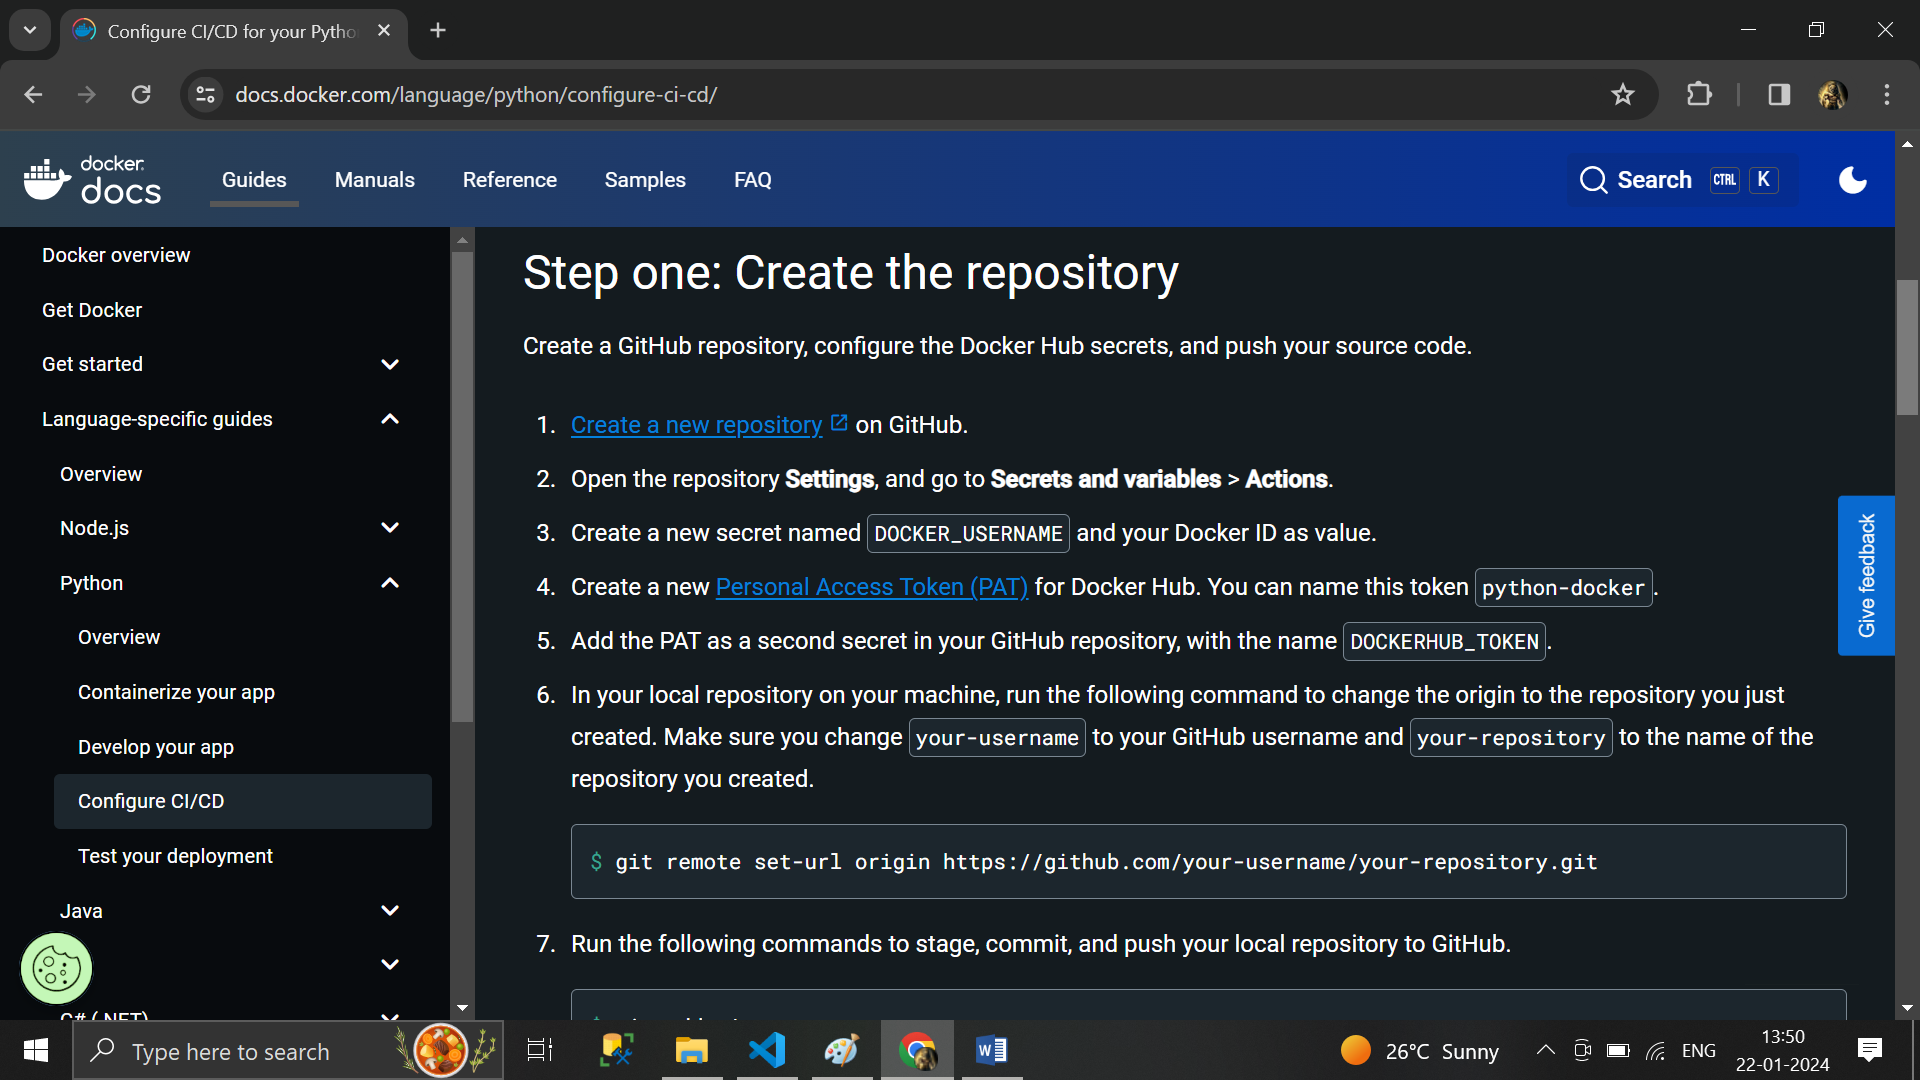 Configure CI/CD for your Pytho
docs.docker.com/language/python/configure-ci-cd/
docker
docs
Guides
Manuals
Reference
Samples
FAQ
Search CTRL K
Docker overview
Get Docker
Get started
Language-specific guides
Overview
Node.js
Python
Overview
Containerize your app
Develop your app
Configure CI/CD
Test your deployment
Java
C# (.NET)
Step one: Create the repository
Create a GitHub repository, configure the Docker Hub secrets, and push your source code.
1. Create a new repository on GitHub.
2. Open the repository Settings, and go to Secrets and variables > Actions.
3. Create a new secret named DOCKER_USERNAME and your Docker ID as value.
4. Create a new Personal Access Token (PAT) for Docker Hub. You can name this token python-docker.
5. Add the PAT as a second secret in your GitHub repository, with the name DOCKERHUB_TOKEN.
6. In your local repository on your machine, run the following command to change the origin to the repository you just
created. Make sure you change your-username to your GitHub username and your-repository to the name of the
repository you created.
$ git remote set-url origin https://github.com/your-username/your-repository.git
7. Run the following commands to stage, commit, and push your local repository to GitHub.
Give feedback
Type here to search
26°C Sunny
ENG
13:50
22-01-2024